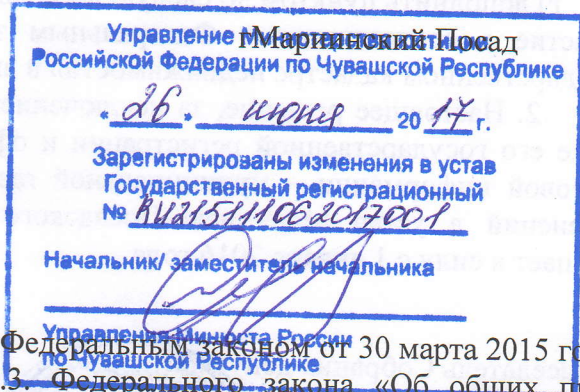 г.Мариинский Посад
Управление Министерства юстиции
Российской Федерации по Чувашской Республике
« 26 » июня 2017 г.
Зарегистрированы изменения в устав
Государственный регистрационный
№ RU215111062017001
Начальник/ заместитель начальника
Управления Минюста России
по Чувашской Республике
Федеральным законом от 30 марта 2015
.3. Федерального закона «Об общих